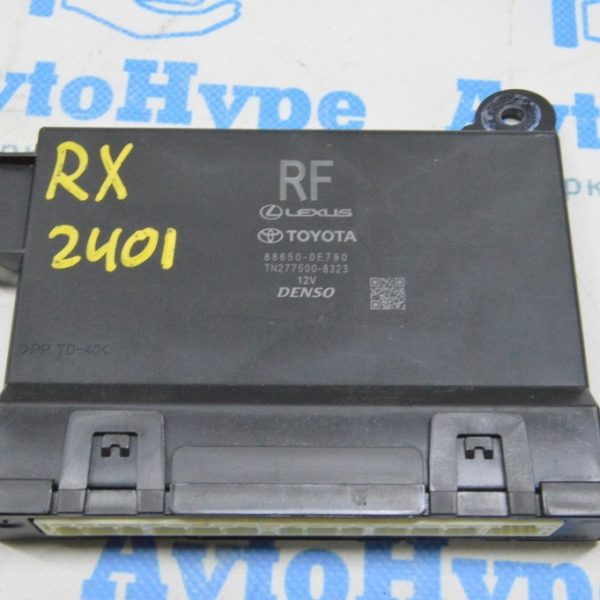 AvtoHype
RX
2401
RF
LEXUS
TOYOTA
88650-0E790
TN277500-8323
12V
DENSO
>PP TD-40<
AvtoHype